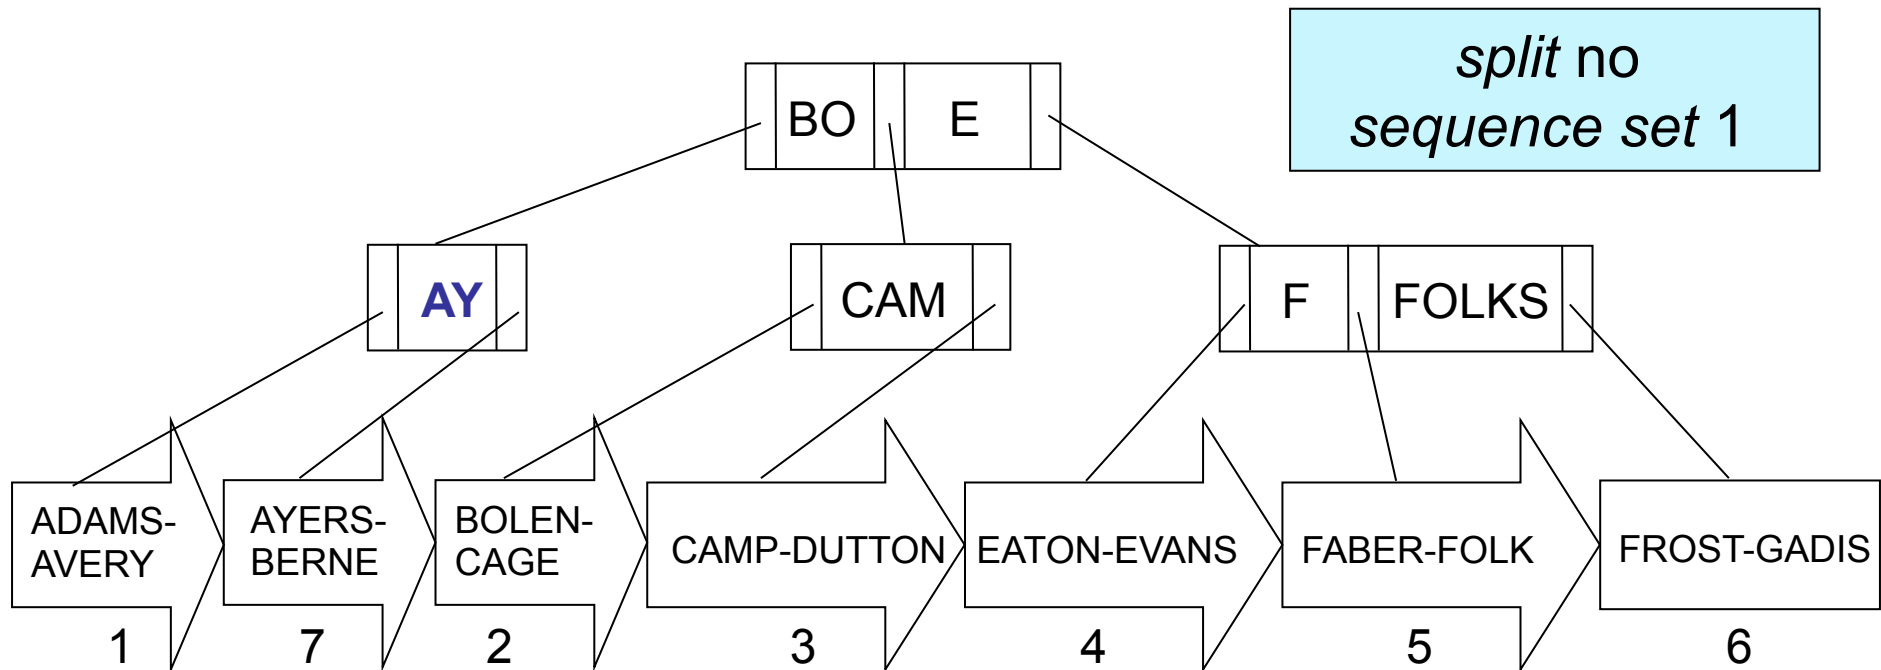 split no
sequence set 1
BO E
AY CAM F FOLKS
ADAMS-
AVERY
AYERS-
BERNE
BOLEN-
CAGE
CAMP-DUTTON
EATON-EVANS
FABER-FOLK
FROST-GADIS
1 7 2 3 4 5 6